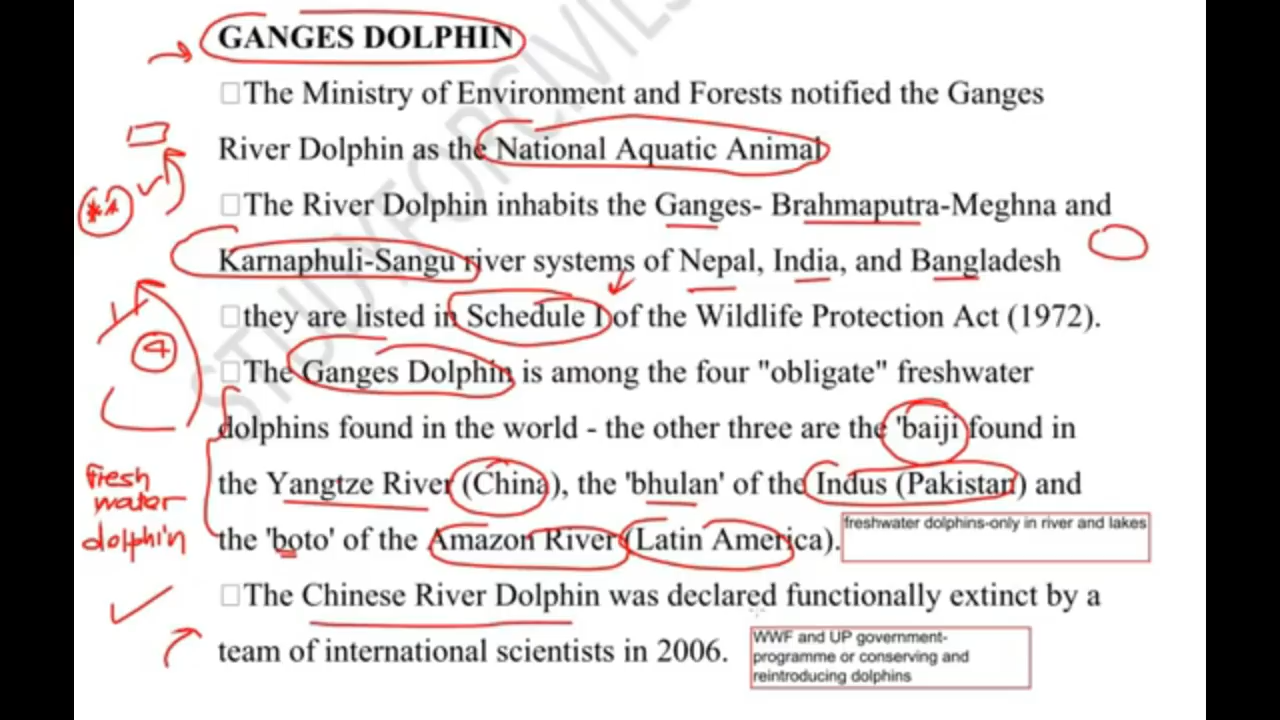 GANGES DOLPHIN
□The Ministry of Environment and Forests notified the Ganges
River Dolphin as the National Aquatic Animal
**
□The River Dolphin inhabits the Ganges- Brahmaputra-Meghna and
Karnaphuli-Sangu river systems of Nepal, India, and Bangladesh
□they are listed in Schedule I of the Wildlife Protection Act (1972).
4
□The Ganges Dolphin is among the four "obligate" freshwater
dolphins found in the world - the other three are the 'baiji found in
the Yangtze River (China), the 'bhulan' of the Indus (Pakistan) and
the 'boto' of the Amazon River (Latin America).
fresh
water
dolphin
freshwater dolphins-only in river and lakes
□The Chinese River Dolphin was declared functionally extinct by a
team of international scientists in 2006.
WWF and UP government-
programme or conserving and
reintroducing dolphins
STUDYFORCIVIL